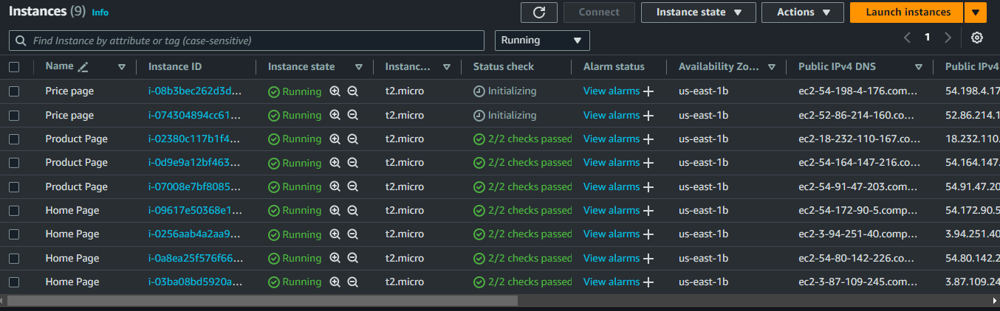 Instances (9) Info Connect Instance state Actions Launch instances
Find Instance by attribute or tag (case-sensitive) Running 1
Name Instance ID Instance state Instanc... Status check Alarm status Availability Zo... Public IPv4 DNS Public IPv4
Price page i-08b3bec262d3d... Running t2.micro Initializing View alarms + us-east-1b ec2-54-198-4-176.com... 54.198.4.17
Price page i-074304894cc61... Running t2.micro Initializing View alarms + us-east-1b ec2-52-86-214-160.co... 52.86.214.1
Product Page i-02380c117b1f4... Running t2.micro 2/2 checks passed View alarms + us-east-1b ec2-18-232-110-167.co... 18.232.110.
Product Page i-0d9e9a12bf463... Running t2.micro 2/2 checks passed View alarms + us-east-1b ec2-54-164-147-216.co... 54.164.147.
Product Page i-07008e7bf8085... Running t2.micro 2/2 checks passed View alarms + us-east-1b ec2-54-91-47-203.com... 54.91.47.20
Home Page i-09617e50368e1... Running t2.micro 2/2 checks passed View alarms + us-east-1b ec2-54-172-90-5.comp... 54.172.90.5
Home Page i-0256aab4a2aa9... Running t2.micro 2/2 checks passed View alarms + us-east-1b ec2-3-94-251-40.comp... 3.94.251.40
Home Page i-0a8ea25f576f66... Running t2.micro 2/2 checks passed View alarms + us-east-1b ec2-54-80-142-226.co... 54.80.142.2
Home Page i-03ba08bd5920a... Running t2.micro 2/2 checks passed View alarms + us-east-1b ec2-3-87-109-245.com... 3.87.109.24